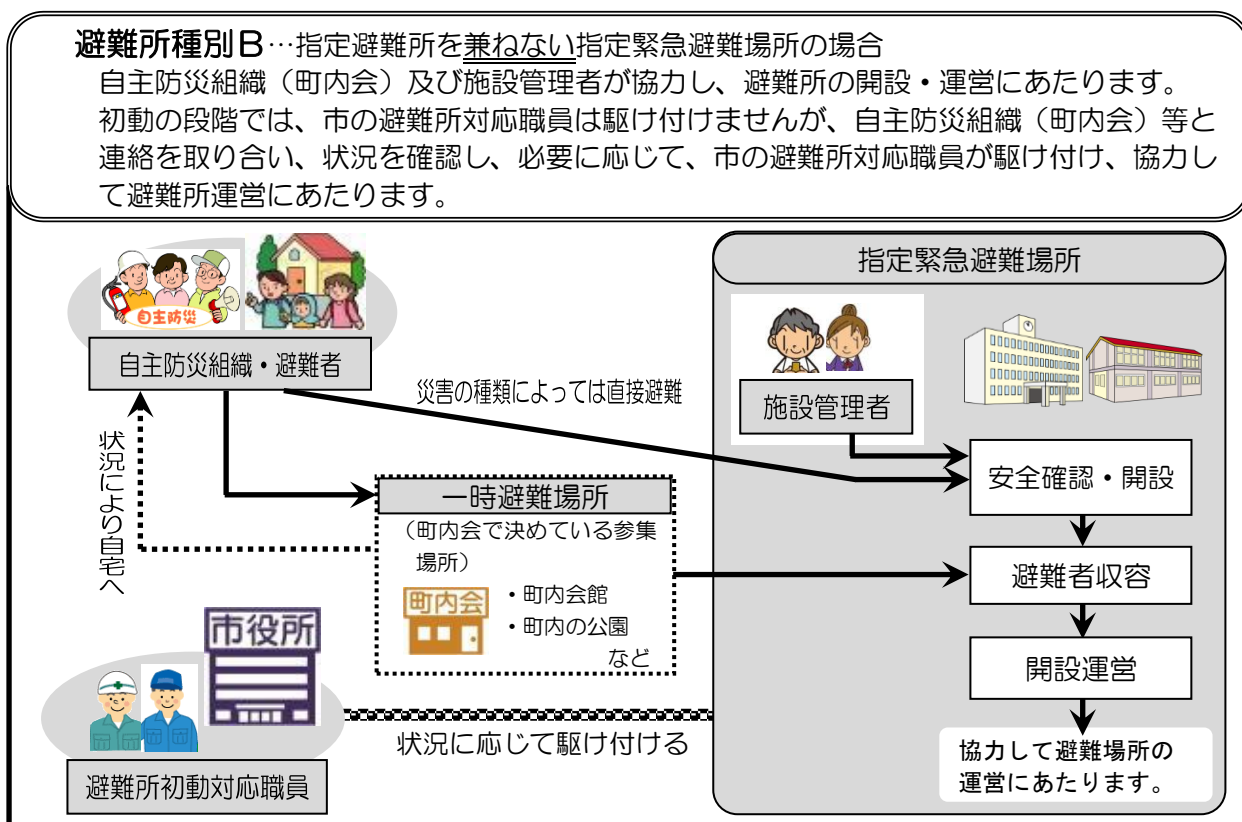 避難所種別B…指定避難所を兼ねない指定緊急避難場所の場合
自主防災組織（町内会）及び施設管理者が協力し、避難所の開設・運営にあたります。
初動の段階では、市の避難所対応職員は駆け付けませんが、自主防災組織（町内会）等と
連絡を取り合い、状況を確認し、必要に応じて、市の避難所対応職員が駆け付け、協力し
て避難所運営にあたります。
自主防災
自主防災組織・避難者
災害の種類によっては直接避難
状況により自宅へ
一時避難場所
（町内会で決めている参集
場所）
町内会
・町内会館
・町内の公園
など
市役所
避難所初動対応職員
状況に応じて駆け付ける
指定緊急避難場所
施設管理者
安全確認・開設
避難者収容
開設運営
協力して避難場所の
運営にあたります。